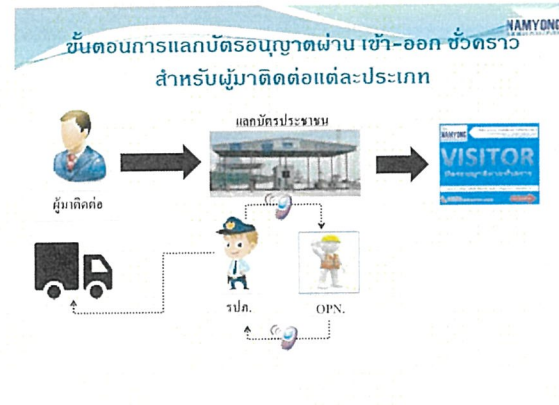 NAMYONG
ขั้นตอนการแลกบัตรอนุญาตผ่าน เข้า-ออก ชั่วคราว
สำหรับผู้มาติดต่อแต่ละประเภท
แลกบัตรประชาชน
NAMYONG
VISITOR
ผู้มาติดต่อ
รปภ.
OPN.